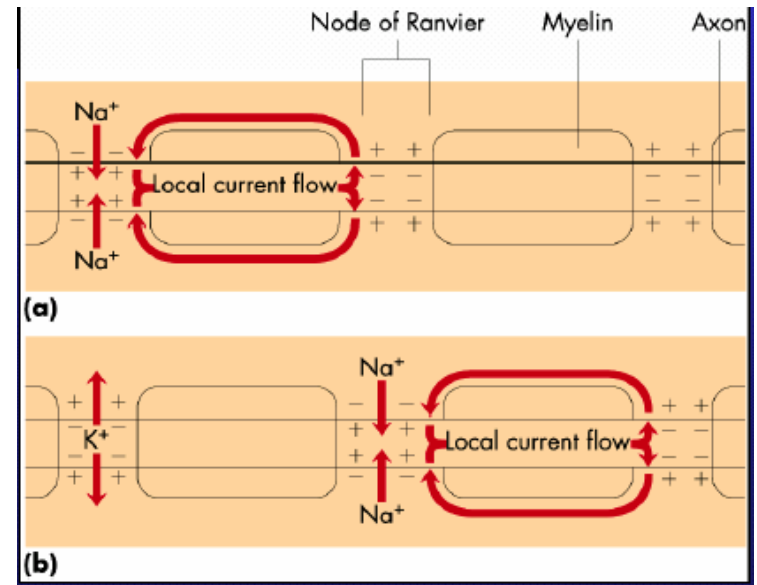 Node of Ranvier Myelin Axon
Na⁺
− − + + + +
+ + − −
Local current flow
+ + − −
− − + + + +
Na⁺
(a)
Na⁺
+ + − − + +
− − + + − −
K⁺ Local current flow
− − + + − −
+ + − − + +
Na⁺
(b)